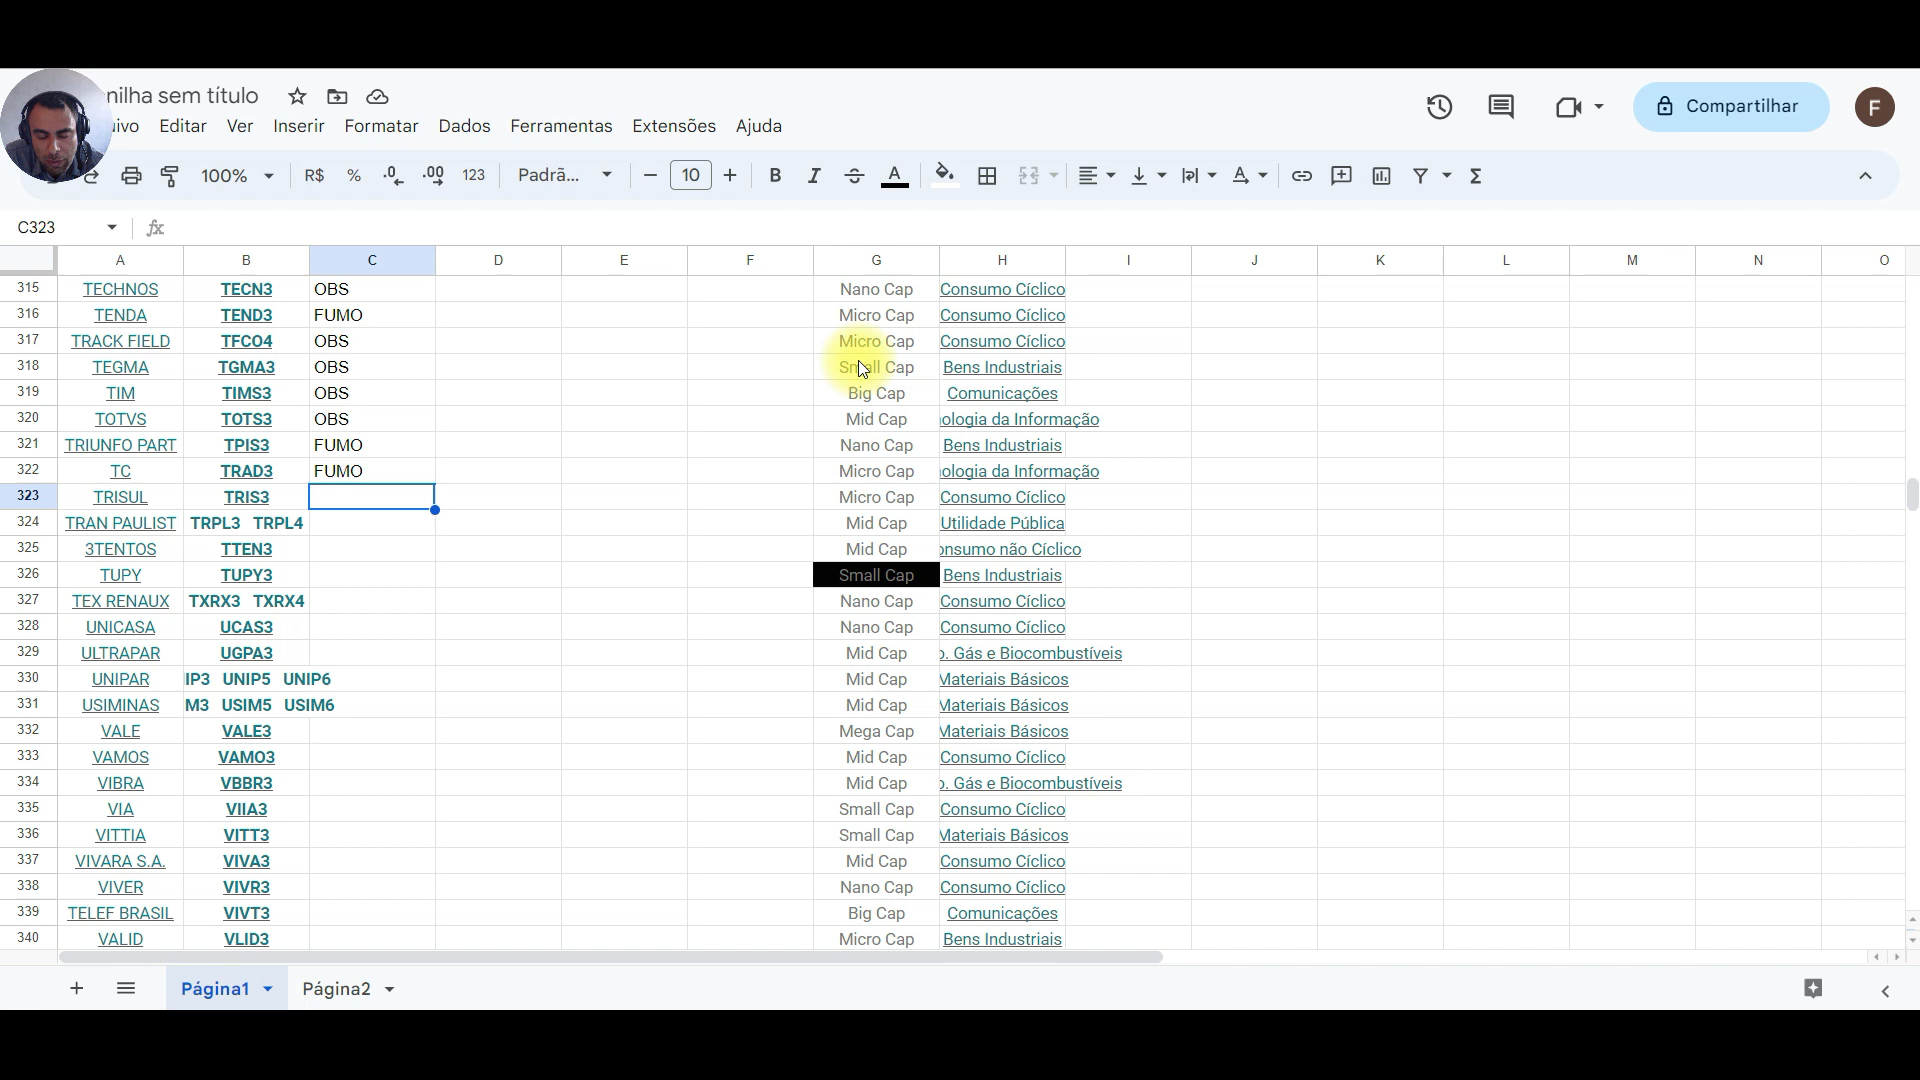 nilha sem título
ivo Editar Ver Inserir Formatar Dados Ferramentas Extensões Ajuda
Compartilhar
F
100% R$ % .0 .00 123 Padrã... 10 B I A
C323 fx
A B C D E F G H I J K L M N O
315 TECHNOS TECN3 OBS Nano Cap Consumo Cíclico
316 TENDA TEND3 FUMO Micro Cap Consumo Cíclico
317 TRACK FIELD TFCO4 OBS Micro Cap Consumo Cíclico
318 TEGMA TGMA3 OBS Small Cap Bens Industriais
319 TIM TIMS3 OBS Big Cap Comunicações
320 TOTVS TOTS3 OBS Mid Cap ologia da Informação
321 TRIUNFO PART TPIS3 FUMO Nano Cap Bens Industriais
322 TC TRAD3 FUMO Micro Cap ologia da Informação
323 TRISUL TRIS3 Micro Cap Consumo Cíclico
324 TRAN PAULIST TRPL3 TRPL4 Mid Cap Utilidade Pública
325 3TENTOS TTEN3 Mid Cap onsumo não Cíclico
326 TUPY TUPY3 Small Cap Bens Industriais
327 TEX RENAUX TXRX3 TXRX4 Nano Cap Consumo Cíclico
328 UNICASA UCAS3 Nano Cap Consumo Cíclico
329 ULTRAPAR UGPA3 Mid Cap o. Gás e Biocombustíveis
330 UNIPAR IP3 UNIP5 UNIP6 Mid Cap Materiais Básicos
331 USIMINAS M3 USIM5 USIM6 Mid Cap Materiais Básicos
332 VALE VALE3 Mega Cap Materiais Básicos
333 VAMOS VAMO3 Mid Cap Consumo Cíclico
334 VIBRA VBBR3 Mid Cap o. Gás e Biocombustíveis
335 VIA VIIA3 Small Cap Consumo Cíclico
336 VITTIA VITT3 Small Cap Materiais Básicos
337 VIVARA S.A. VIVA3 Mid Cap Consumo Cíclico
338 VIVER VIVR3 Nano Cap Consumo Cíclico
339 TELEF BRASIL VIVT3 Big Cap Comunicações
340 VALID VLID3 Micro Cap Bens Industriais
Página1 Página2